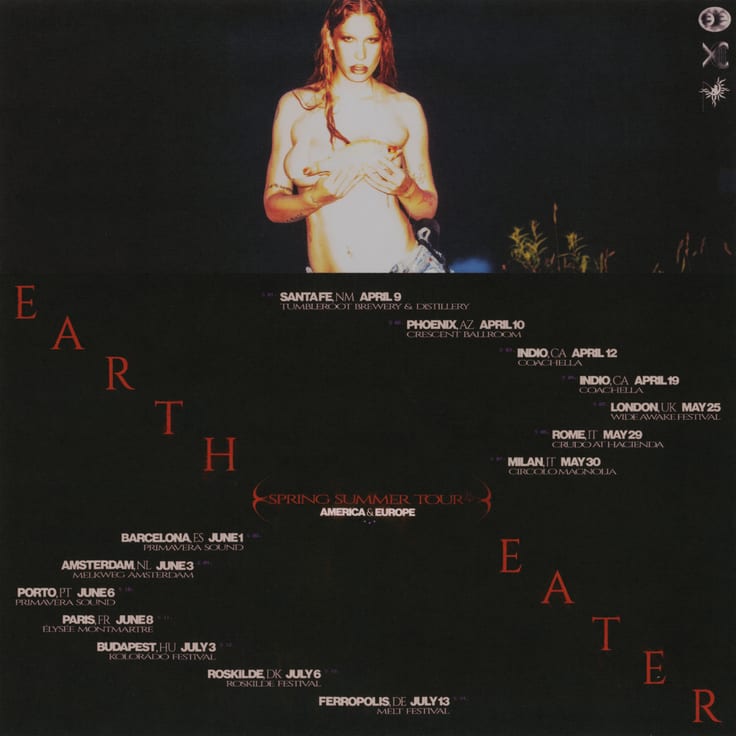 EARTH
SANTA FE, NM APRIL 9
TUMBLEROOT BREWERY & DISTILLERY
PHOENIX, AZ APRIL 10
CRESCENT BALLROOM
INDIO, CA APRIL 12
COACHELLA
INDIO, CA APRIL 19
COACHELLA
LONDON, UK MAY 25
WIDE AWAKE FESTIVAL
ROME, IT MAY 29
CRUDO AT HACIENDA
MILAN, IT MAY 30
CIRCOLO MAGNOLIA
SPRING SUMMER TOUR
AMERICA & EUROPE
BARCELONA, ES JUNE 1
PRIMAVERA SOUND
AMSTERDAM, NL JUNE 3
MELKWEG AMSTERDAM
PORTO, PT JUNE 6
PRIMAVERA SOUND
PARIS, FR JUNE 8
ÉLYSÉE MONTMARTRE
BUDAPEST, HU JULY 3
KOLORADO FESTIVAL
ROSKILDE, DK JULY 6
ROSKILDE FESTIVAL
FERROPOLIS, DE JULY 13
MELT FESTIVAL
EATER